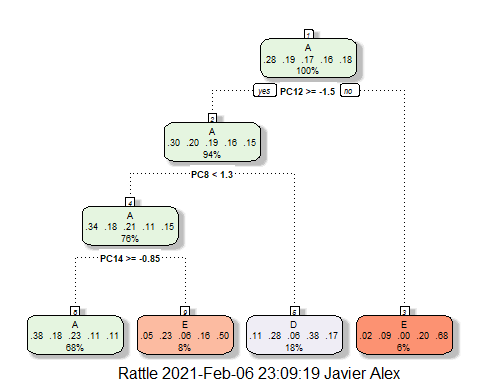 1
A
.28 .19 .17 .16 .18
100%
yes PC12 >= -1.5 no
2
A
.30 .20 .19 .16 .15
94%
PC8 < 1.3
4
A
.34 .18 .21 .11 .15
76%
PC14 >= -0.85
8
A
.38 .18 .23 .11 .11
68%
9
E
.05 .23 .06 .16 .50
8%
5
D
.11 .28 .06 .38 .17
18%
3
E
.02 .09 .00 .20 .68
6%
Rattle 2021-Feb-06 23:09:19 Javier Alex